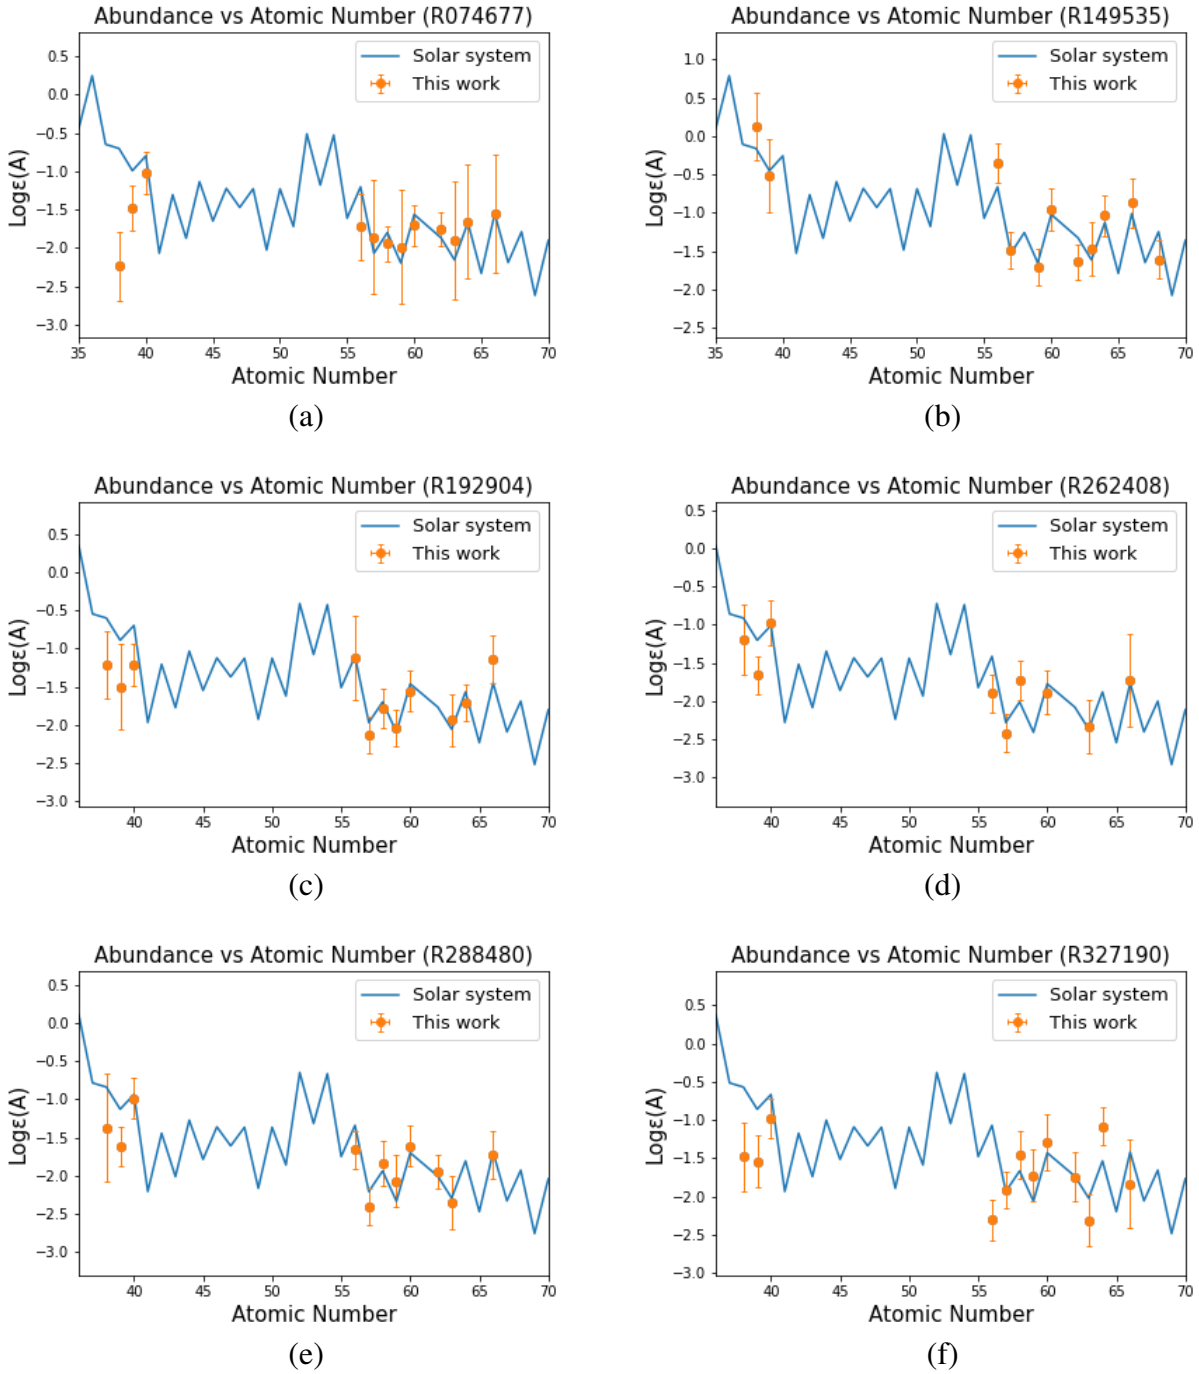 Abundance vs Atomic Number (R074677)
Solar system
This work
0.5
0.0
−0.5
−1.0
−1.5
−2.0
−2.5
−3.0
Logε(A)
35 40 45 50 55 60 65 70
Atomic Number
(a)
Abundance vs Atomic Number (R149535)
Solar system
This work
1.0
0.5
0.0
−0.5
−1.0
−1.5
−2.0
−2.5
Logε(A)
35 40 45 50 55 60 65 70
Atomic Number
(b)
Abundance vs Atomic Number (R192904)
Solar system
This work
0.5
0.0
−0.5
−1.0
−1.5
−2.0
−2.5
−3.0
Logε(A)
40 45 50 55 60 65 70
Atomic Number
(c)
Abundance vs Atomic Number (R262408)
Solar system
This work
0.5
0.0
−0.5
−1.0
−1.5
−2.0
−2.5
−3.0
Logε(A)
40 45 50 55 60 65 70
Atomic Number
(d)
Abundance vs Atomic Number (R288480)
Solar system
This work
0.5
0.0
−0.5
−1.0
−1.5
−2.0
−2.5
−3.0
Logε(A)
40 45 50 55 60 65 70
Atomic Number
(e)
Abundance vs Atomic Number (R327190)
Solar system
This work
0.5
0.0
−0.5
−1.0
−1.5
−2.0
−2.5
−3.0
Logε(A)
40 45 50 55 60 65 70
Atomic Number
(f)